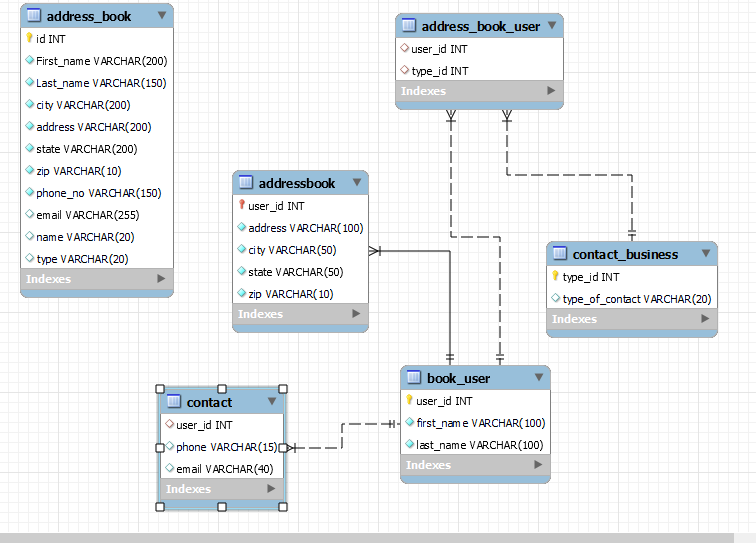 address_book
id INT
First_name VARCHAR(200)
Last_name VARCHAR(150)
city VARCHAR(200)
address VARCHAR(200)
state VARCHAR(200)
zip VARCHAR(10)
phone_no VARCHAR(150)
email VARCHAR(255)
name VARCHAR(20)
type VARCHAR(20)
Indexes
address_book_user
user_id INT
type_id INT
Indexes
addressbook
user_id INT
address VARCHAR(100)
city VARCHAR(50)
state VARCHAR(50)
zip VARCHAR(10)
Indexes
contact_business
type_id INT
type_of_contact VARCHAR(20)
Indexes
contact
user_id INT
phone VARCHAR(15)
email VARCHAR(40)
Indexes
book_user
user_id INT
first_name VARCHAR(100)
last_name VARCHAR(100)
Indexes